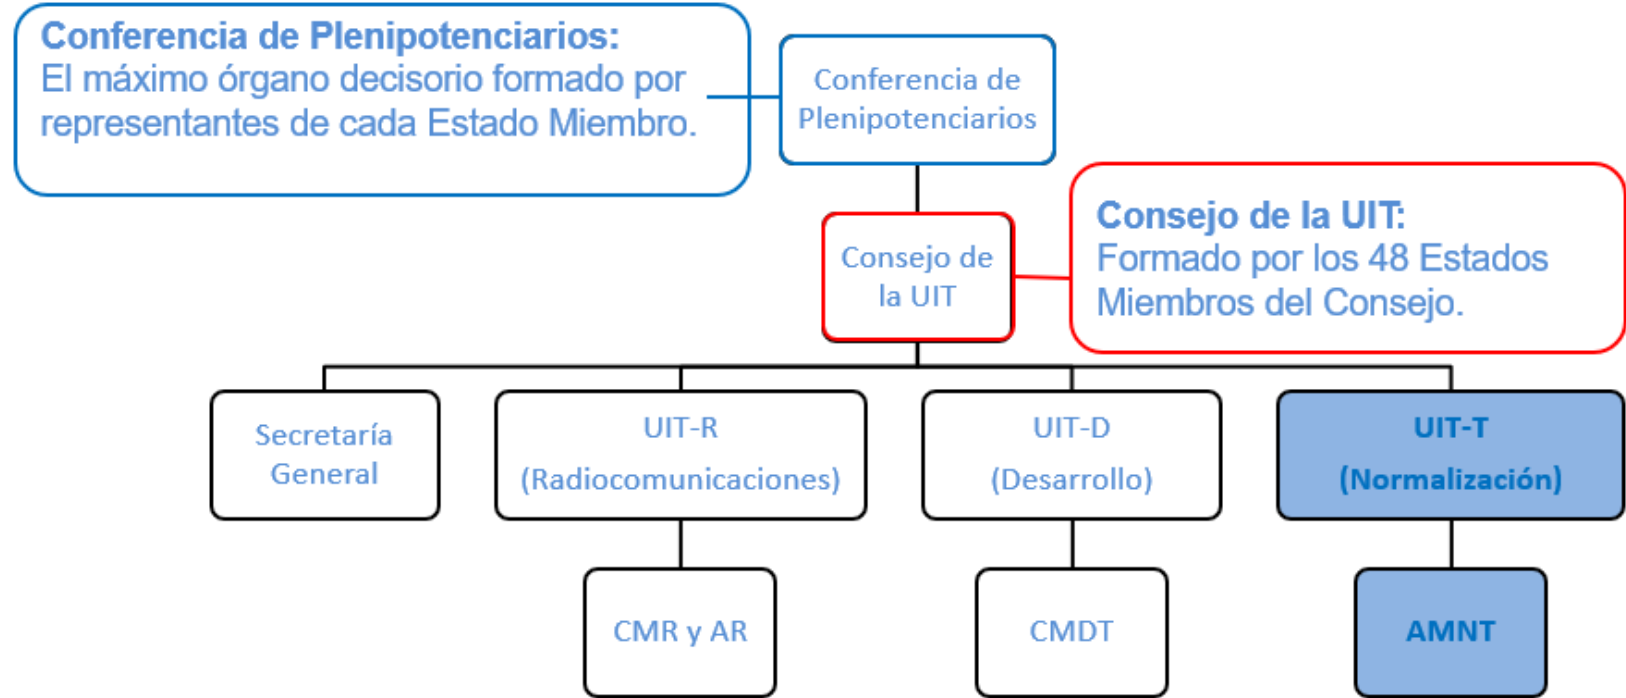 Conferencia de Plenipotenciarios:
El máximo órgano decisorio formado por
representantes de cada Estado Miembro.
Conferencia de
Plenipotenciarios
Consejo de
la UIT
Consejo de la UIT:
Formado por los 48 Estados
Miembros del Consejo.
Secretaría
General
UIT-R
(Radiocomunicaciones)
UIT-D
(Desarrollo)
UIT-T
(Normalización)
CMR y AR
CMDT
AMNT